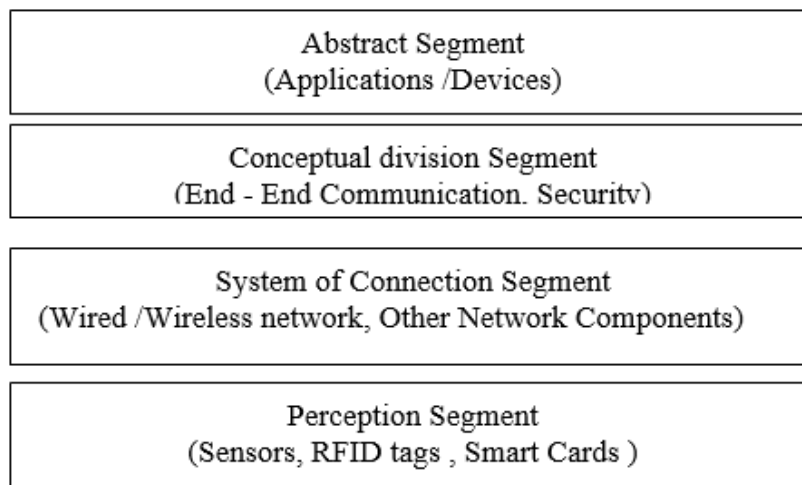 Abstract Segment
(Applications /Devices)
Conceptual division Segment
(End - End Communication, Security)
System of Connection Segment
(Wired /Wireless network, Other Network Components)
Perception Segment
(Sensors, RFID tags , Smart Cards )